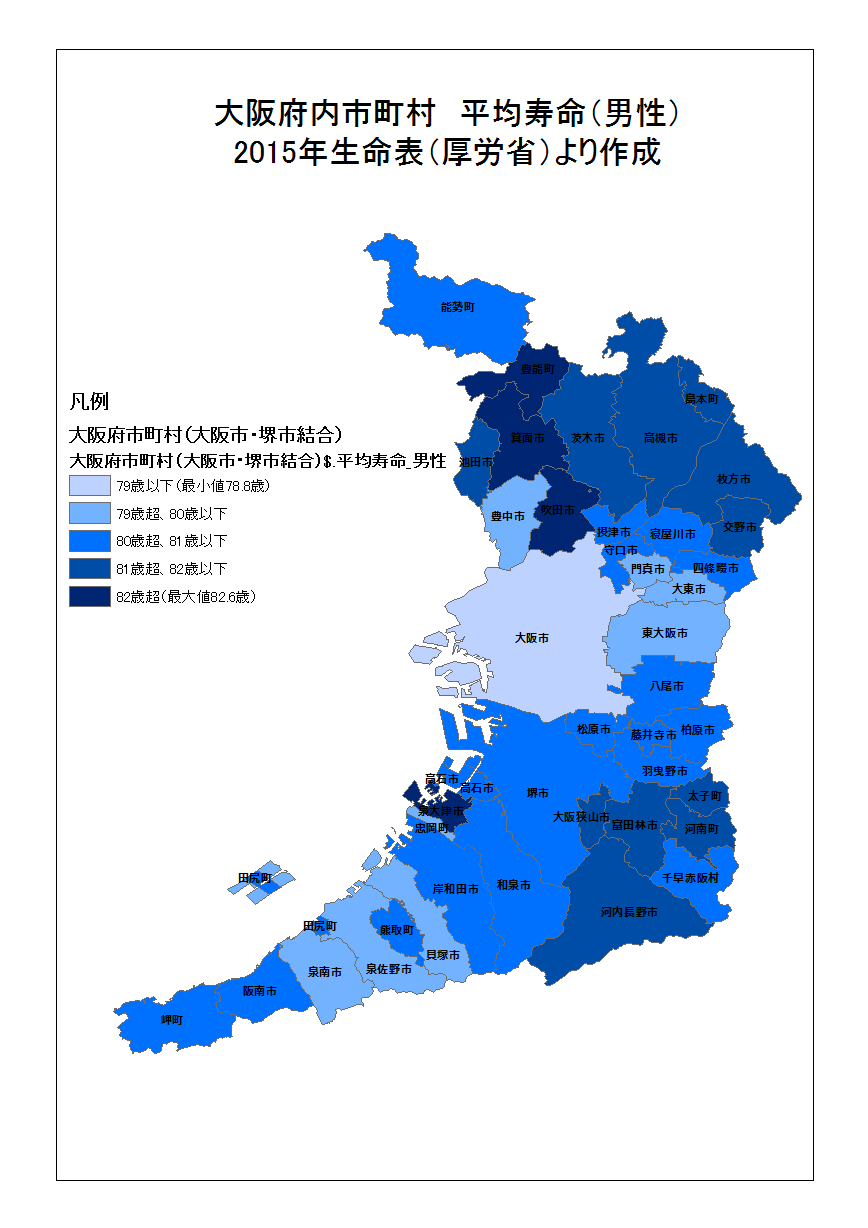 大阪府内市町村　平均寿命（男性）
2015年生命表（厚労省）より作成
能勢町
豊能町
島本町
凡例
大阪府市町村（大阪市・堺市結合）
箕面市
茨木市
高槻市
大阪府市町村（大阪市・堺市結合）$.平均寿命_男性
池田市
枚方市
79歳以下（最小値78.8歳）
79歳超、80歳以下
豊中市
吹田市
交野市
摂津市
寝屋川市
80歳超、81歳以下
守口市
門真市
四條畷市
81歳超、82歳以下
大東市
82歳超（最大値82.6歳）
大阪市
東大阪市
八尾市
松原市
藤井寺市
柏原市
羽曳野市
高石市
高石市
堺市
太子町
泉大津市
大阪狭山市
富田林市
河南町
忠岡町
田尻町
岸和田市
和泉市
千早赤阪村
河内長野市
田尻町
熊取町
貝塚市
泉南市
泉佐野市
阪南市
岬町